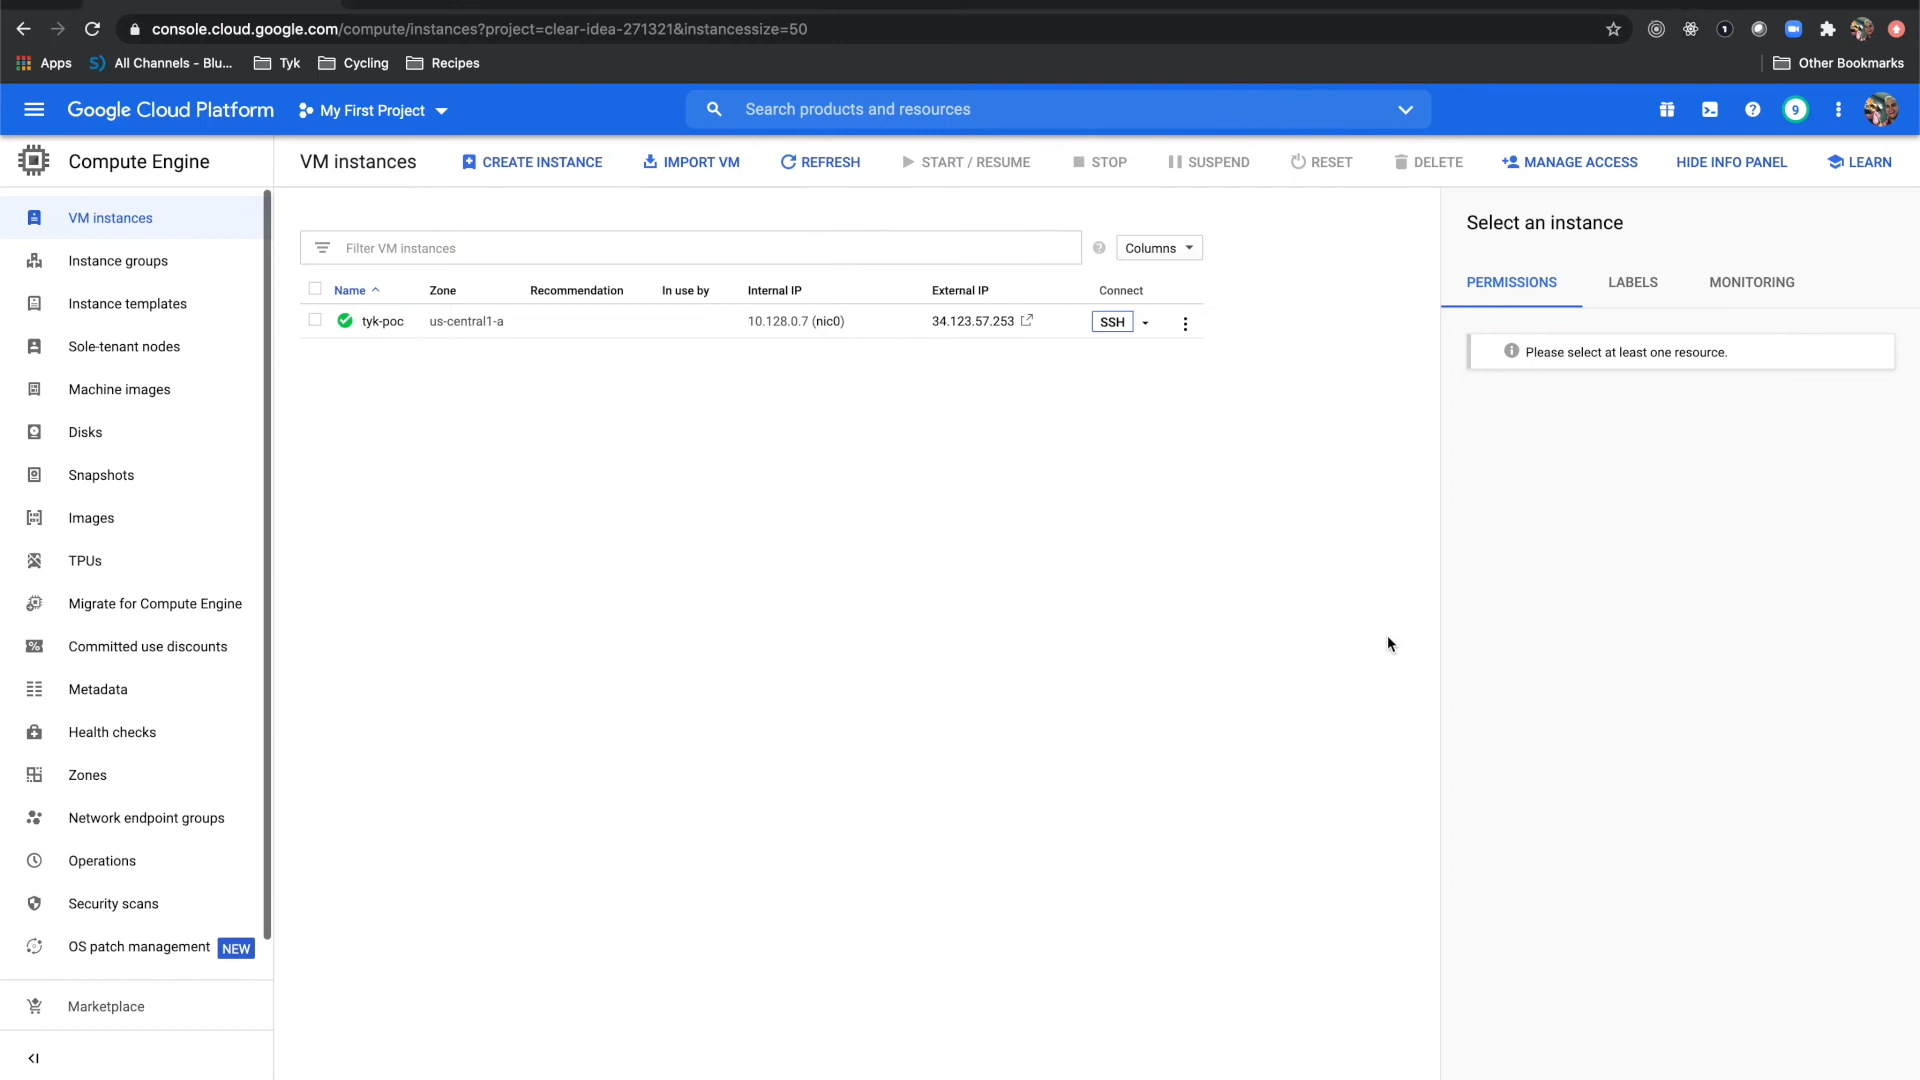 console.cloud.google.com/compute/instances?project=clear-idea-271321&instancessize=50
Apps
All Channels - Blu...
Tyk
Cycling
Recipes
Other Bookmarks
Google Cloud Platform
My First Project
Search products and resources
9
Compute Engine
VM instances
CREATE INSTANCE
IMPORT VM
REFRESH
START / RESUME
STOP
SUSPEND
RESET
DELETE
MANAGE ACCESS
HIDE INFO PANEL
LEARN
VM instances
Instance groups
Instance templates
Sole-tenant nodes
Machine images
Disks
Snapshots
Images
TPUs
Migrate for Compute Engine
Committed use discounts
Metadata
Health checks
Zones
Network endpoint groups
Operations
Security scans
OS patch management NEW
Marketplace
Filter VM instances
Columns
Name Zone Recommendation In use by Internal IP External IP Connect
tyk-poc us-central1-a 10.128.0.7 (nic0) 34.123.57.253 SSH
Select an instance
PERMISSIONS LABELS MONITORING
Please select at least one resource.